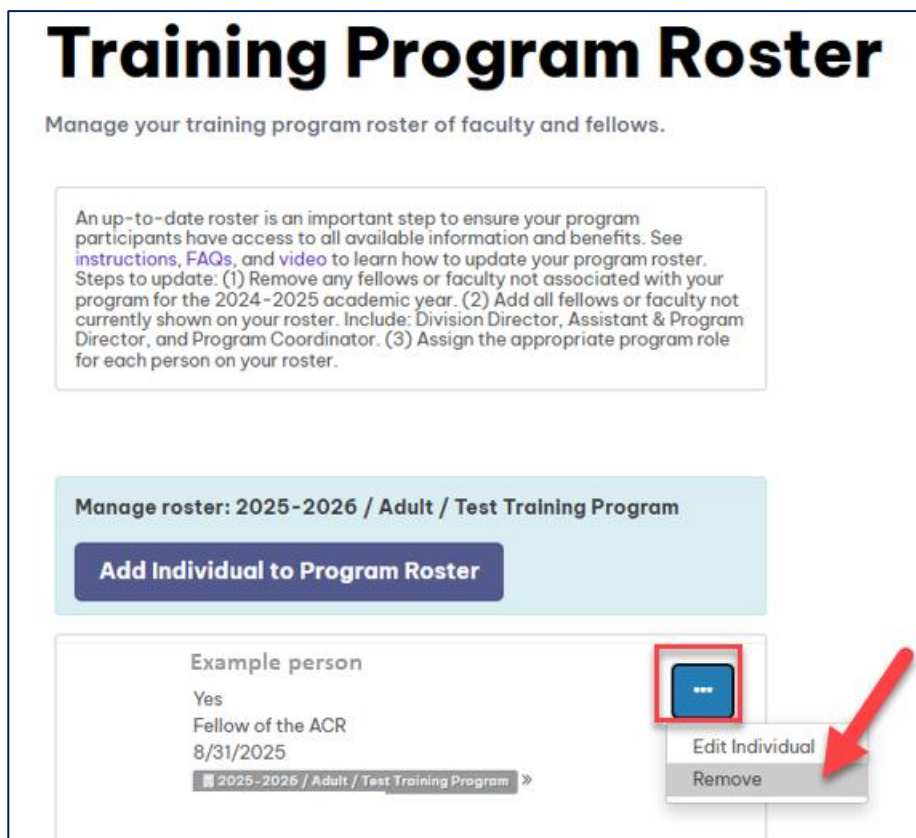 Training Program Roster
Manage your training program roster of faculty and fellows.
An up-to-date roster is an important step to ensure your program
participants have access to all available information and benefits. See
instructions, FAQs, and video to learn how to update your program roster.
Steps to update: (1) Remove any fellows or faculty not associated with your
program for the 2024-2025 academic year. (2) Add all fellows or faculty not
currently shown on your roster. Include: Division Director, Assistant & Program
Director, and Program Coordinator. (3) Assign the appropriate program role
for each person on your roster.
Manage roster: 2025-2026 / Adult / Test Training Program
Add Individual to Program Roster
Example person
Yes
Fellow of the ACR
8/31/2025
2025-2026 / Adult / Test Training Program »
Edit Individual
Remove